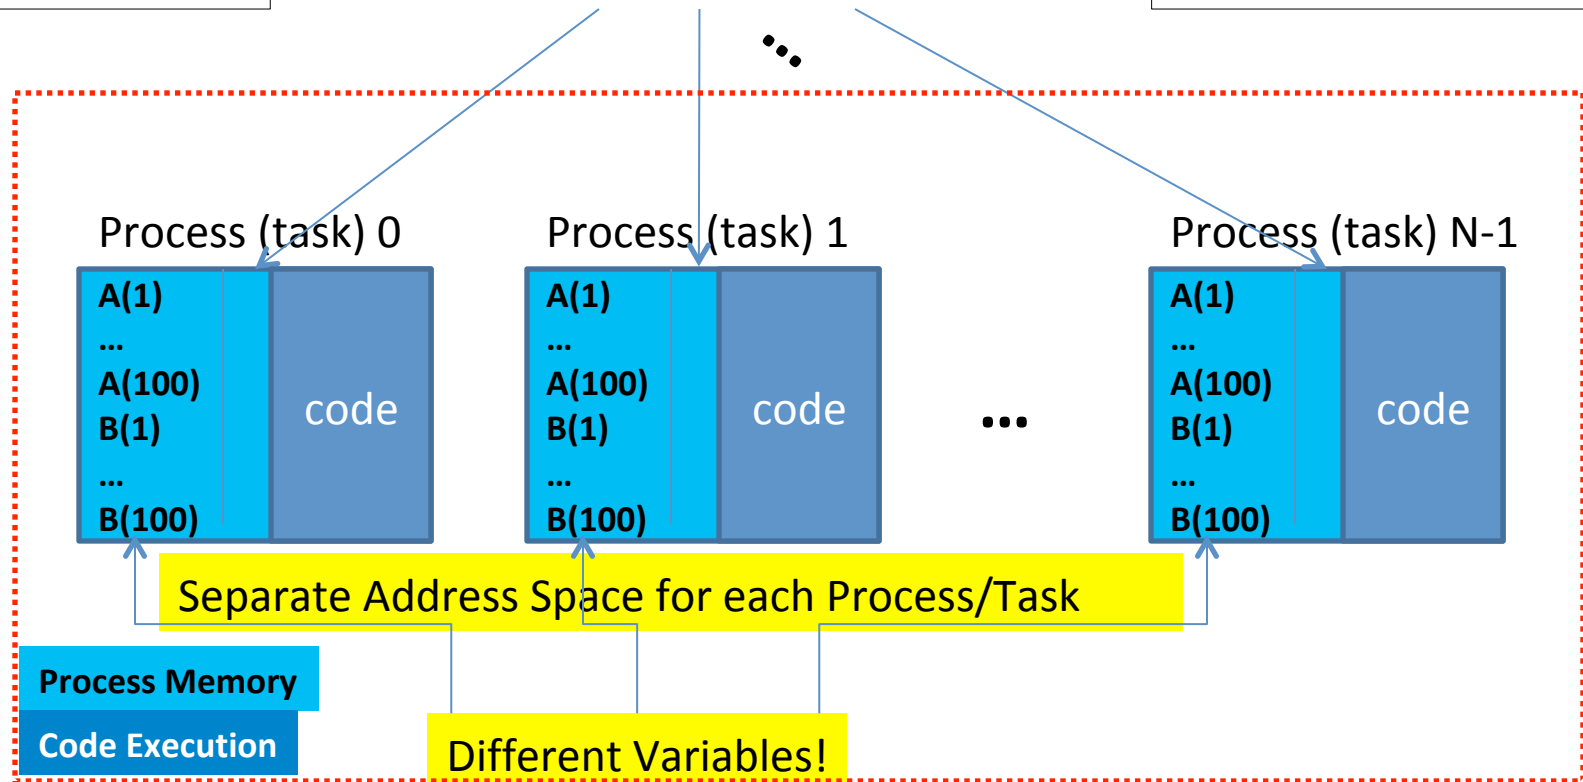 Process (task) 0
Process (task) 1
Process (task) N-1
A(1)
…
A(100)
B(1)
…
B(100)
code
A(1)
…
A(100)
B(1)
…
B(100)
code
…
A(1)
…
A(100)
B(1)
…
B(100)
code
Separate Address Space for each Process/Task
Process Memory
Code Execution
Different Variables!